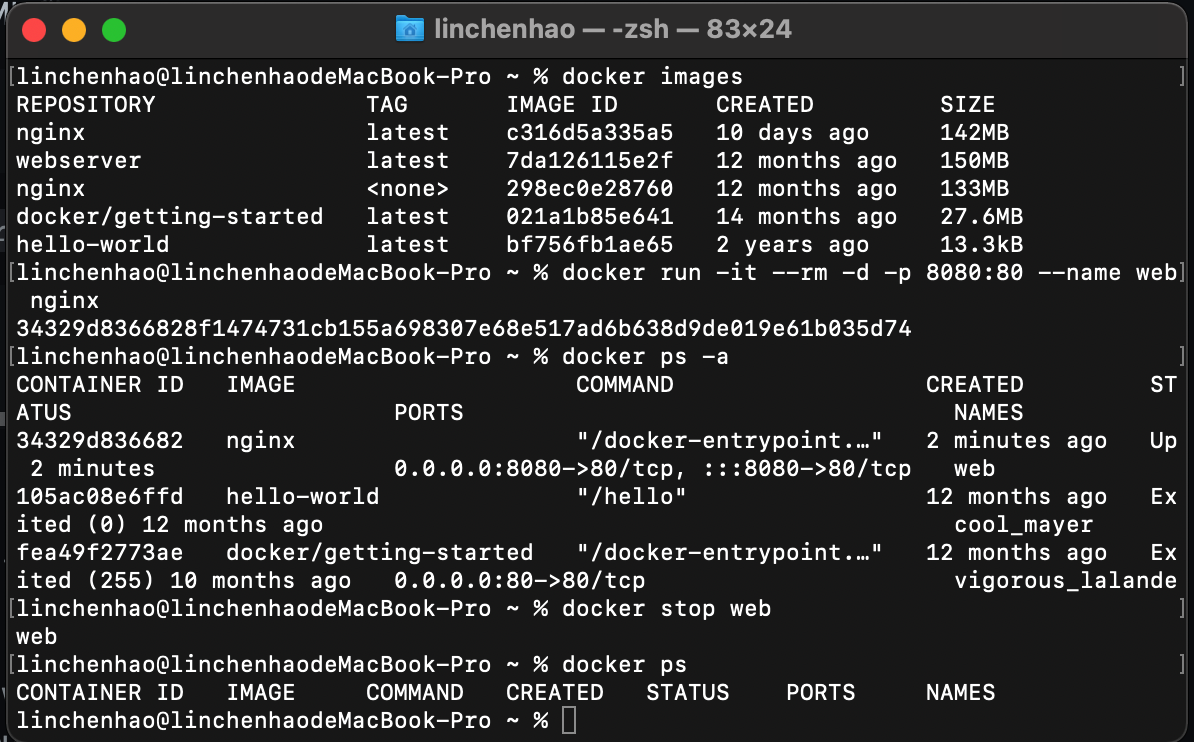 linchenhao — -zsh — 83×24
[linchenhao@linchenhaodeMacBook-Pro ~ % docker images ]
REPOSITORY TAG IMAGE ID CREATED SIZE
nginx latest c316d5a335a5 10 days ago 142MB
webserver latest 7da126115e2f 12 months ago 150MB
nginx <none> 298ec0e28760 12 months ago 133MB
docker/getting-started latest 021a1b85e641 14 months ago 27.6MB
hello-world latest bf756fb1ae65 2 years ago 13.3kB
[linchenhao@linchenhaodeMacBook-Pro ~ % docker run -it --rm -d -p 8080:80 --name web]
nginx
34329d8366828f1474731cb155a698307e68e517ad6b638d9de019e61b035d74
[linchenhao@linchenhaodeMacBook-Pro ~ % docker ps -a ]
CONTAINER ID IMAGE COMMAND CREATED ST
ATUS PORTS NAMES
34329d836682 nginx "/docker-entrypoint.…" 2 minutes ago Up
2 minutes 0.0.0.0:8080->80/tcp, :::8080->80/tcp web
105ac08e6ffd hello-world "/hello" 12 months ago Ex
ited (0) 12 months ago cool_mayer
fea49f2773ae docker/getting-started "/docker-entrypoint.…" 12 months ago Ex
ited (255) 10 months ago 0.0.0.0:80->80/tcp vigorous_lalande
[linchenhao@linchenhaodeMacBook-Pro ~ % docker stop web ]
web
[linchenhao@linchenhaodeMacBook-Pro ~ % docker ps ]
CONTAINER ID IMAGE COMMAND CREATED STATUS PORTS NAMES
linchenhao@linchenhaodeMacBook-Pro ~ %